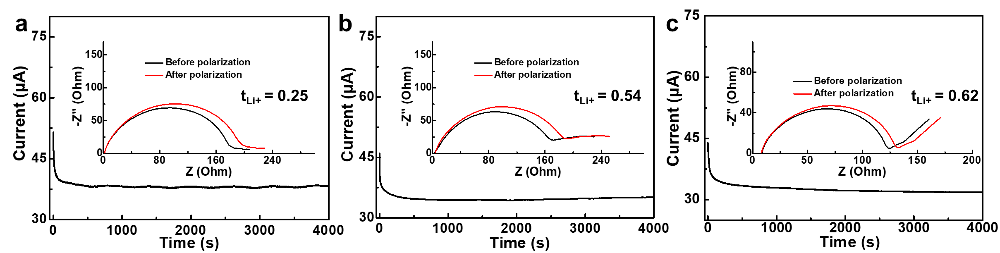 a
75
60
45
30
Current (µA)
0
1000
2000
3000
4000
Time (s)
150
100
50
0
-Z'' (Ohm)
0
80
160
240
Z (Ohm)
Before polarization
After polarization
tLi+ = 0.25
b
75
60
45
30
Current (µA)
0
1000
2000
3000
4000
Time (s)
150
100
50
0
-Z'' (Ohm)
0
80
160
240
Z (Ohm)
Before polarization
After polarization
tLi+ = 0.54
c
75
60
45
30
Current (µA)
0
1000
2000
3000
4000
Time (s)
80
40
0
-Z'' (Ohm)
0
50
100
150
200
Z (Ohm)
Before polarization
After polarization
tLi+ = 0.62